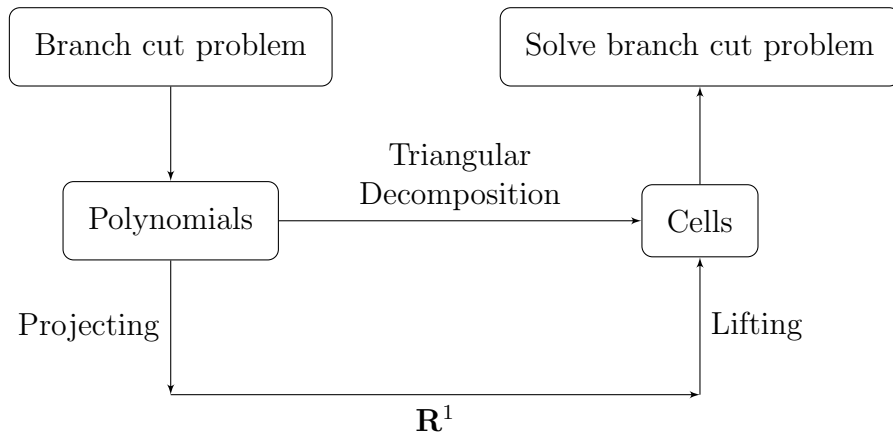 Branch cut problem
Solve branch cut problem
Triangular
Decomposition
Polynomials
Cells
Projecting
Lifting
R¹